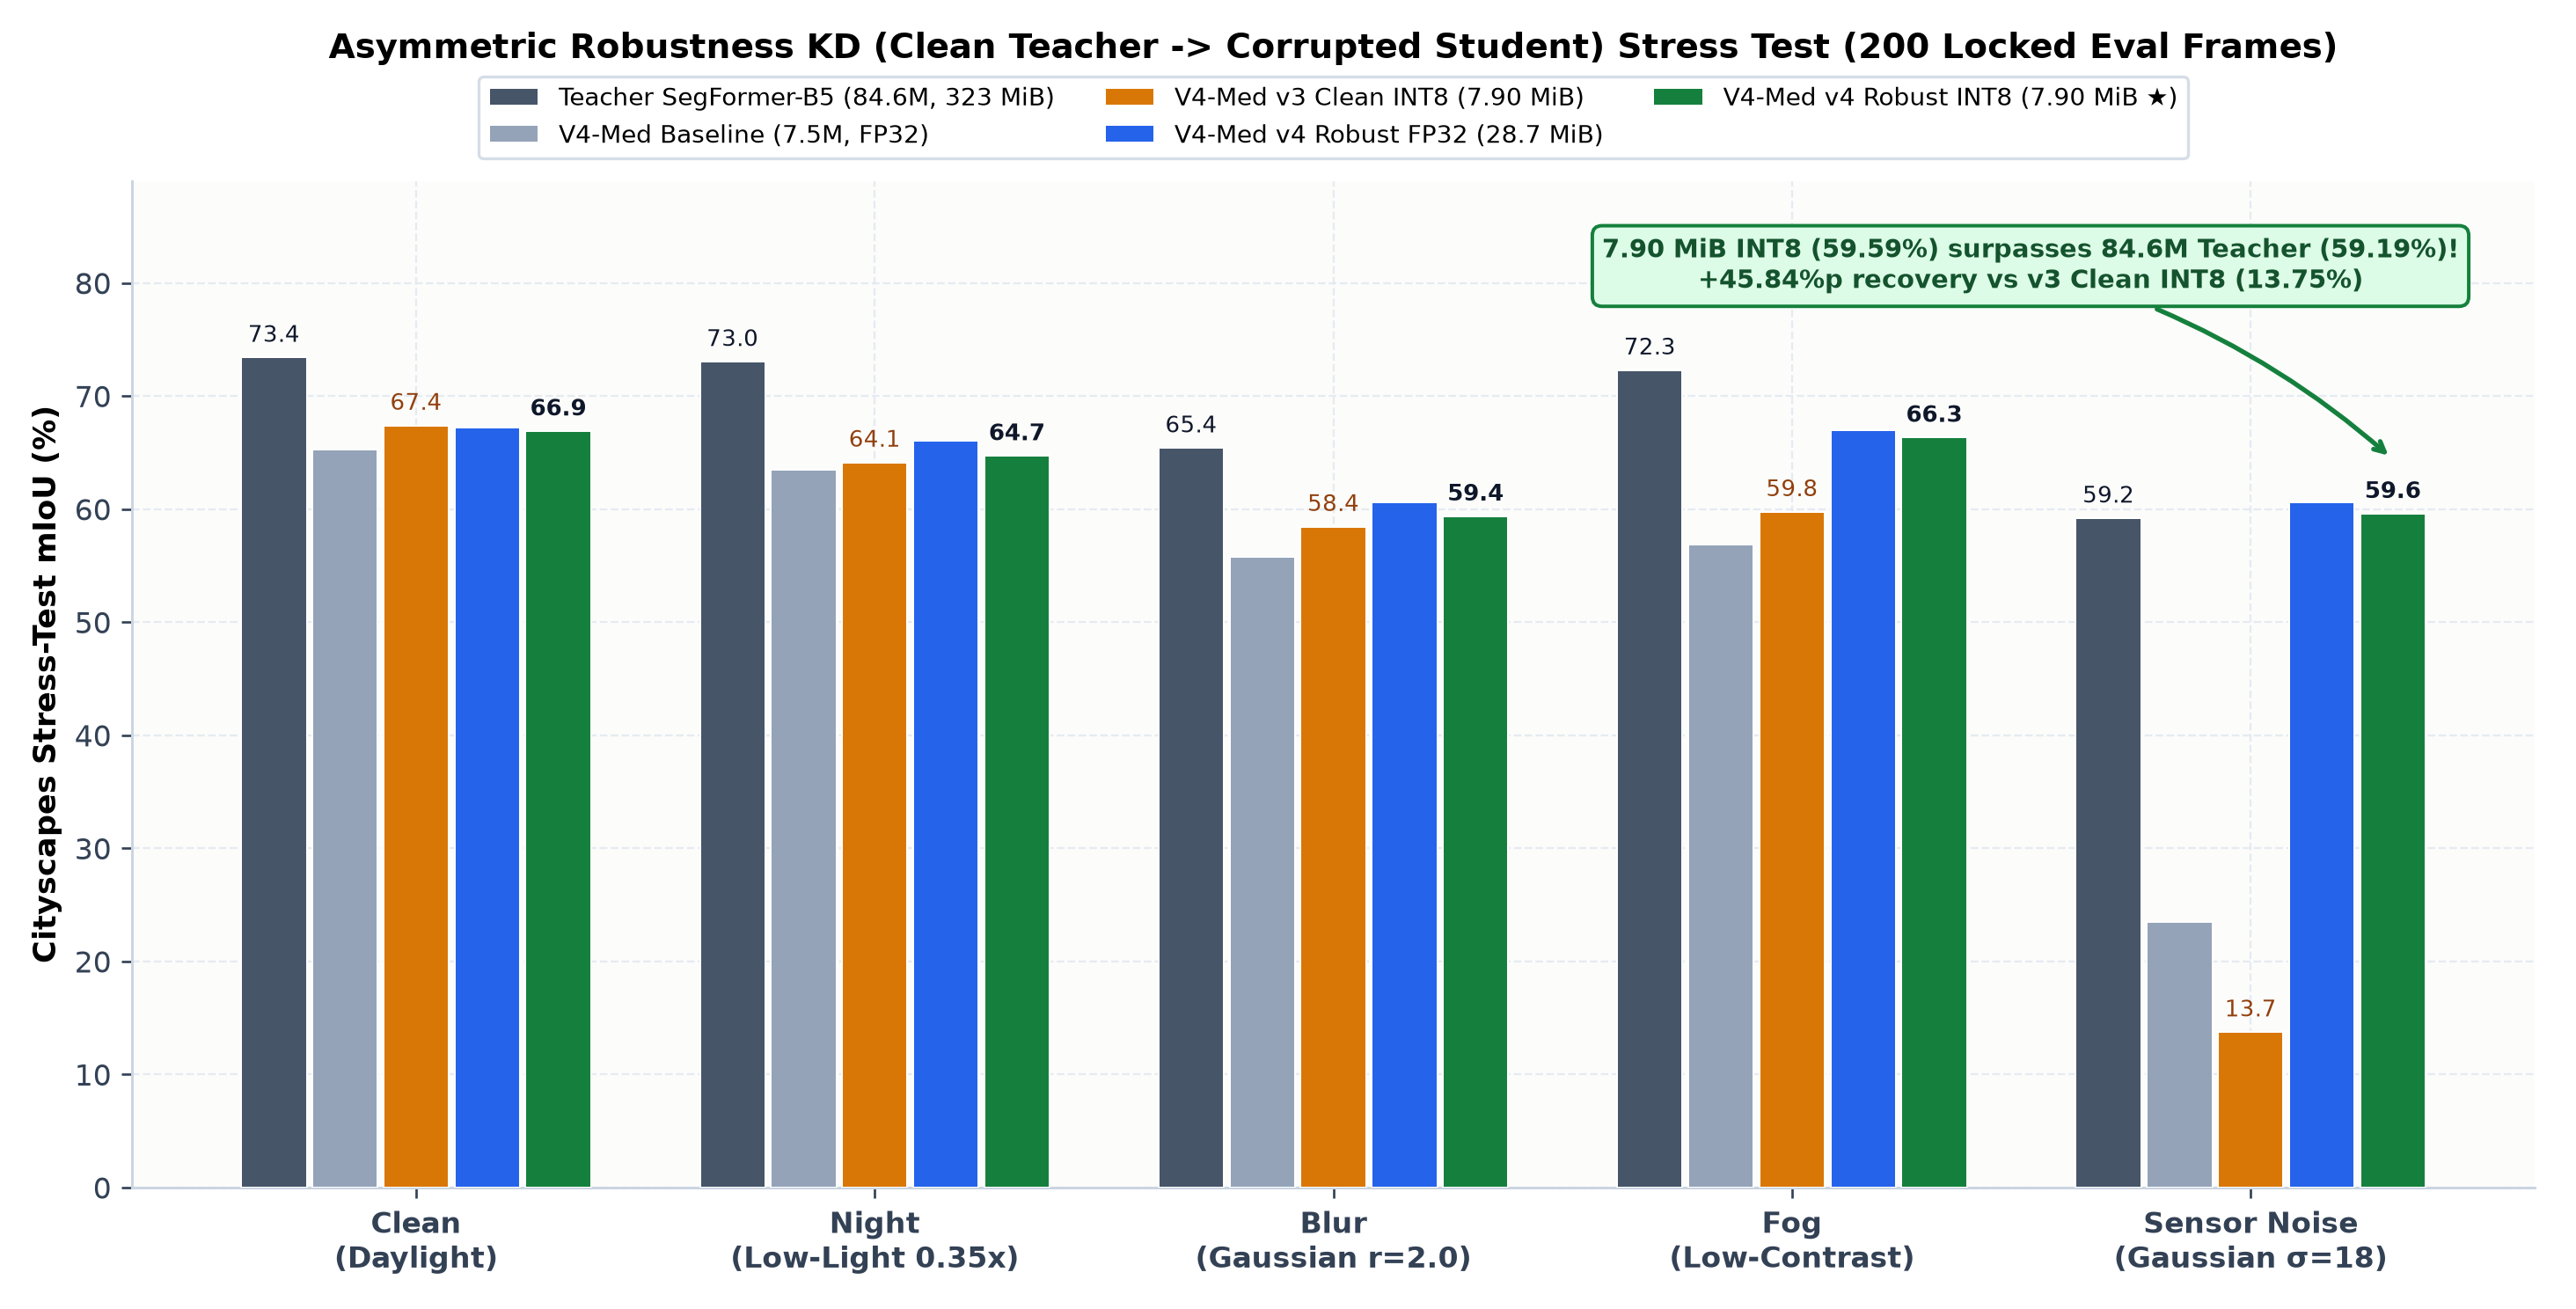 Asymmetric Robustness KD (Clean Teacher -> Corrupted Student) Stress Test (200 Locked Eval Frames)
Teacher SegFormer-B5 (84.6M, 323 MiB)
V4-Med Baseline (7.5M, FP32)
V4-Med v3 Clean INT8 (7.90 MiB)
V4-Med v4 Robust FP32 (28.7 MiB)
V4-Med v4 Robust INT8 (7.90 MiB ★)
7.90 MiB INT8 (59.59%) surpasses 84.6M Teacher (59.19%)!
+45.84%p recovery vs v3 Clean INT8 (13.75%)
Cityscapes Stress-Test mIoU (%)
80
70
60
50
40
30
20
10
0
73.4
67.4
66.9
73.0
64.1
64.7
65.4
58.4
59.4
72.3
59.8
66.3
59.2
13.7
59.6
Clean
(Daylight)
Night
(Low-Light 0.35x)
Blur
(Gaussian r=2.0)
Fog
(Low-Contrast)
Sensor Noise
(Gaussian σ=18)